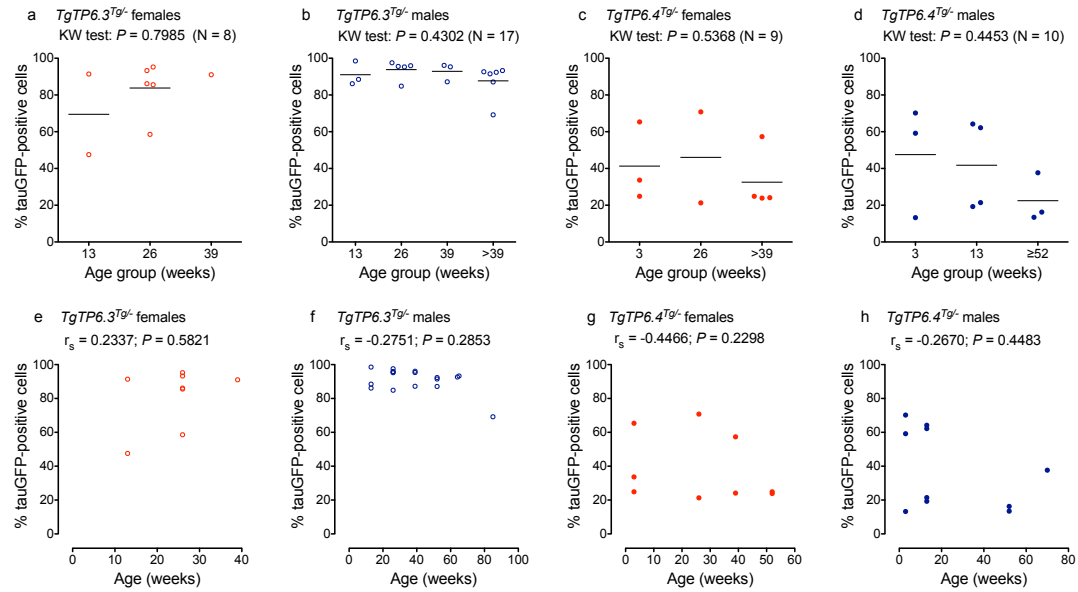 a TgTP6.3Tg/- females
KW test: P = 0.7985 (N = 8)
% tauGFP-positive cells
100
80
60
40
20
0
13 26 39
Age group (weeks)
b TgTP6.3Tg/- males
KW test: P = 0.4302 (N = 17)
% tauGFP-positive cells
100
80
60
40
20
0
13 26 39 >39
Age group (weeks)
c TgTP6.4Tg/- females
KW test: P = 0.5368 (N = 9)
% tauGFP-positive cells
100
80
60
40
20
0
3 26 >39
Age group (weeks)
d TgTP6.4Tg/- males
KW test: P = 0.4453 (N = 10)
% tauGFP-positive cells
100
80
60
40
20
0
3 13 ≥52
Age group (weeks)
e TgTP6.3Tg/- females
rs = 0.2337; P = 0.5821
% tauGFP-positive cells
100
80
60
40
20
0
0 10 20 30 40
Age (weeks)
f TgTP6.3Tg/- males
rs = -0.2751; P = 0.2853
% tauGFP-positive cells
100
80
60
40
20
0
0 20 40 60 80 100
Age (weeks)
g TgTP6.4Tg/- females
rs = -0.4466; P = 0.2298
% tauGFP-positive cells
100
80
60
40
20
0
0 10 20 30 40 50 60
Age (weeks)
h TgTP6.4Tg/- males
rs = -0.2670; P = 0.4483
% tauGFP-positive cells
100
80
60
40
20
0
0 20 40 60 80
Age (weeks)